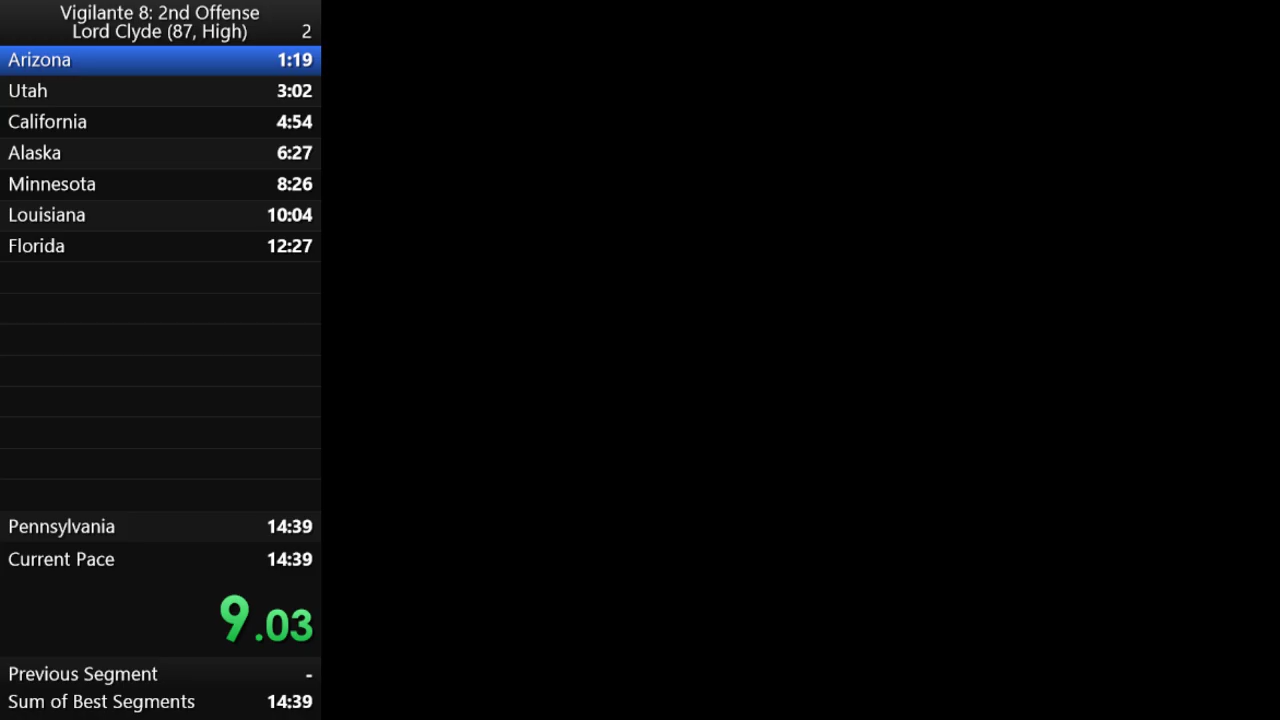 Vigilante 8: 2nd Offense
Lord Clyde (87, High) 2
Arizona 1:19
Utah 3:02
California 4:54
Alaska 6:27
Minnesota 8:26
Louisiana 10:04
Florida 12:27
Pennsylvania 14:39
Current Pace 14:39
9.03
Previous Segment -
Sum of Best Segments 14:39